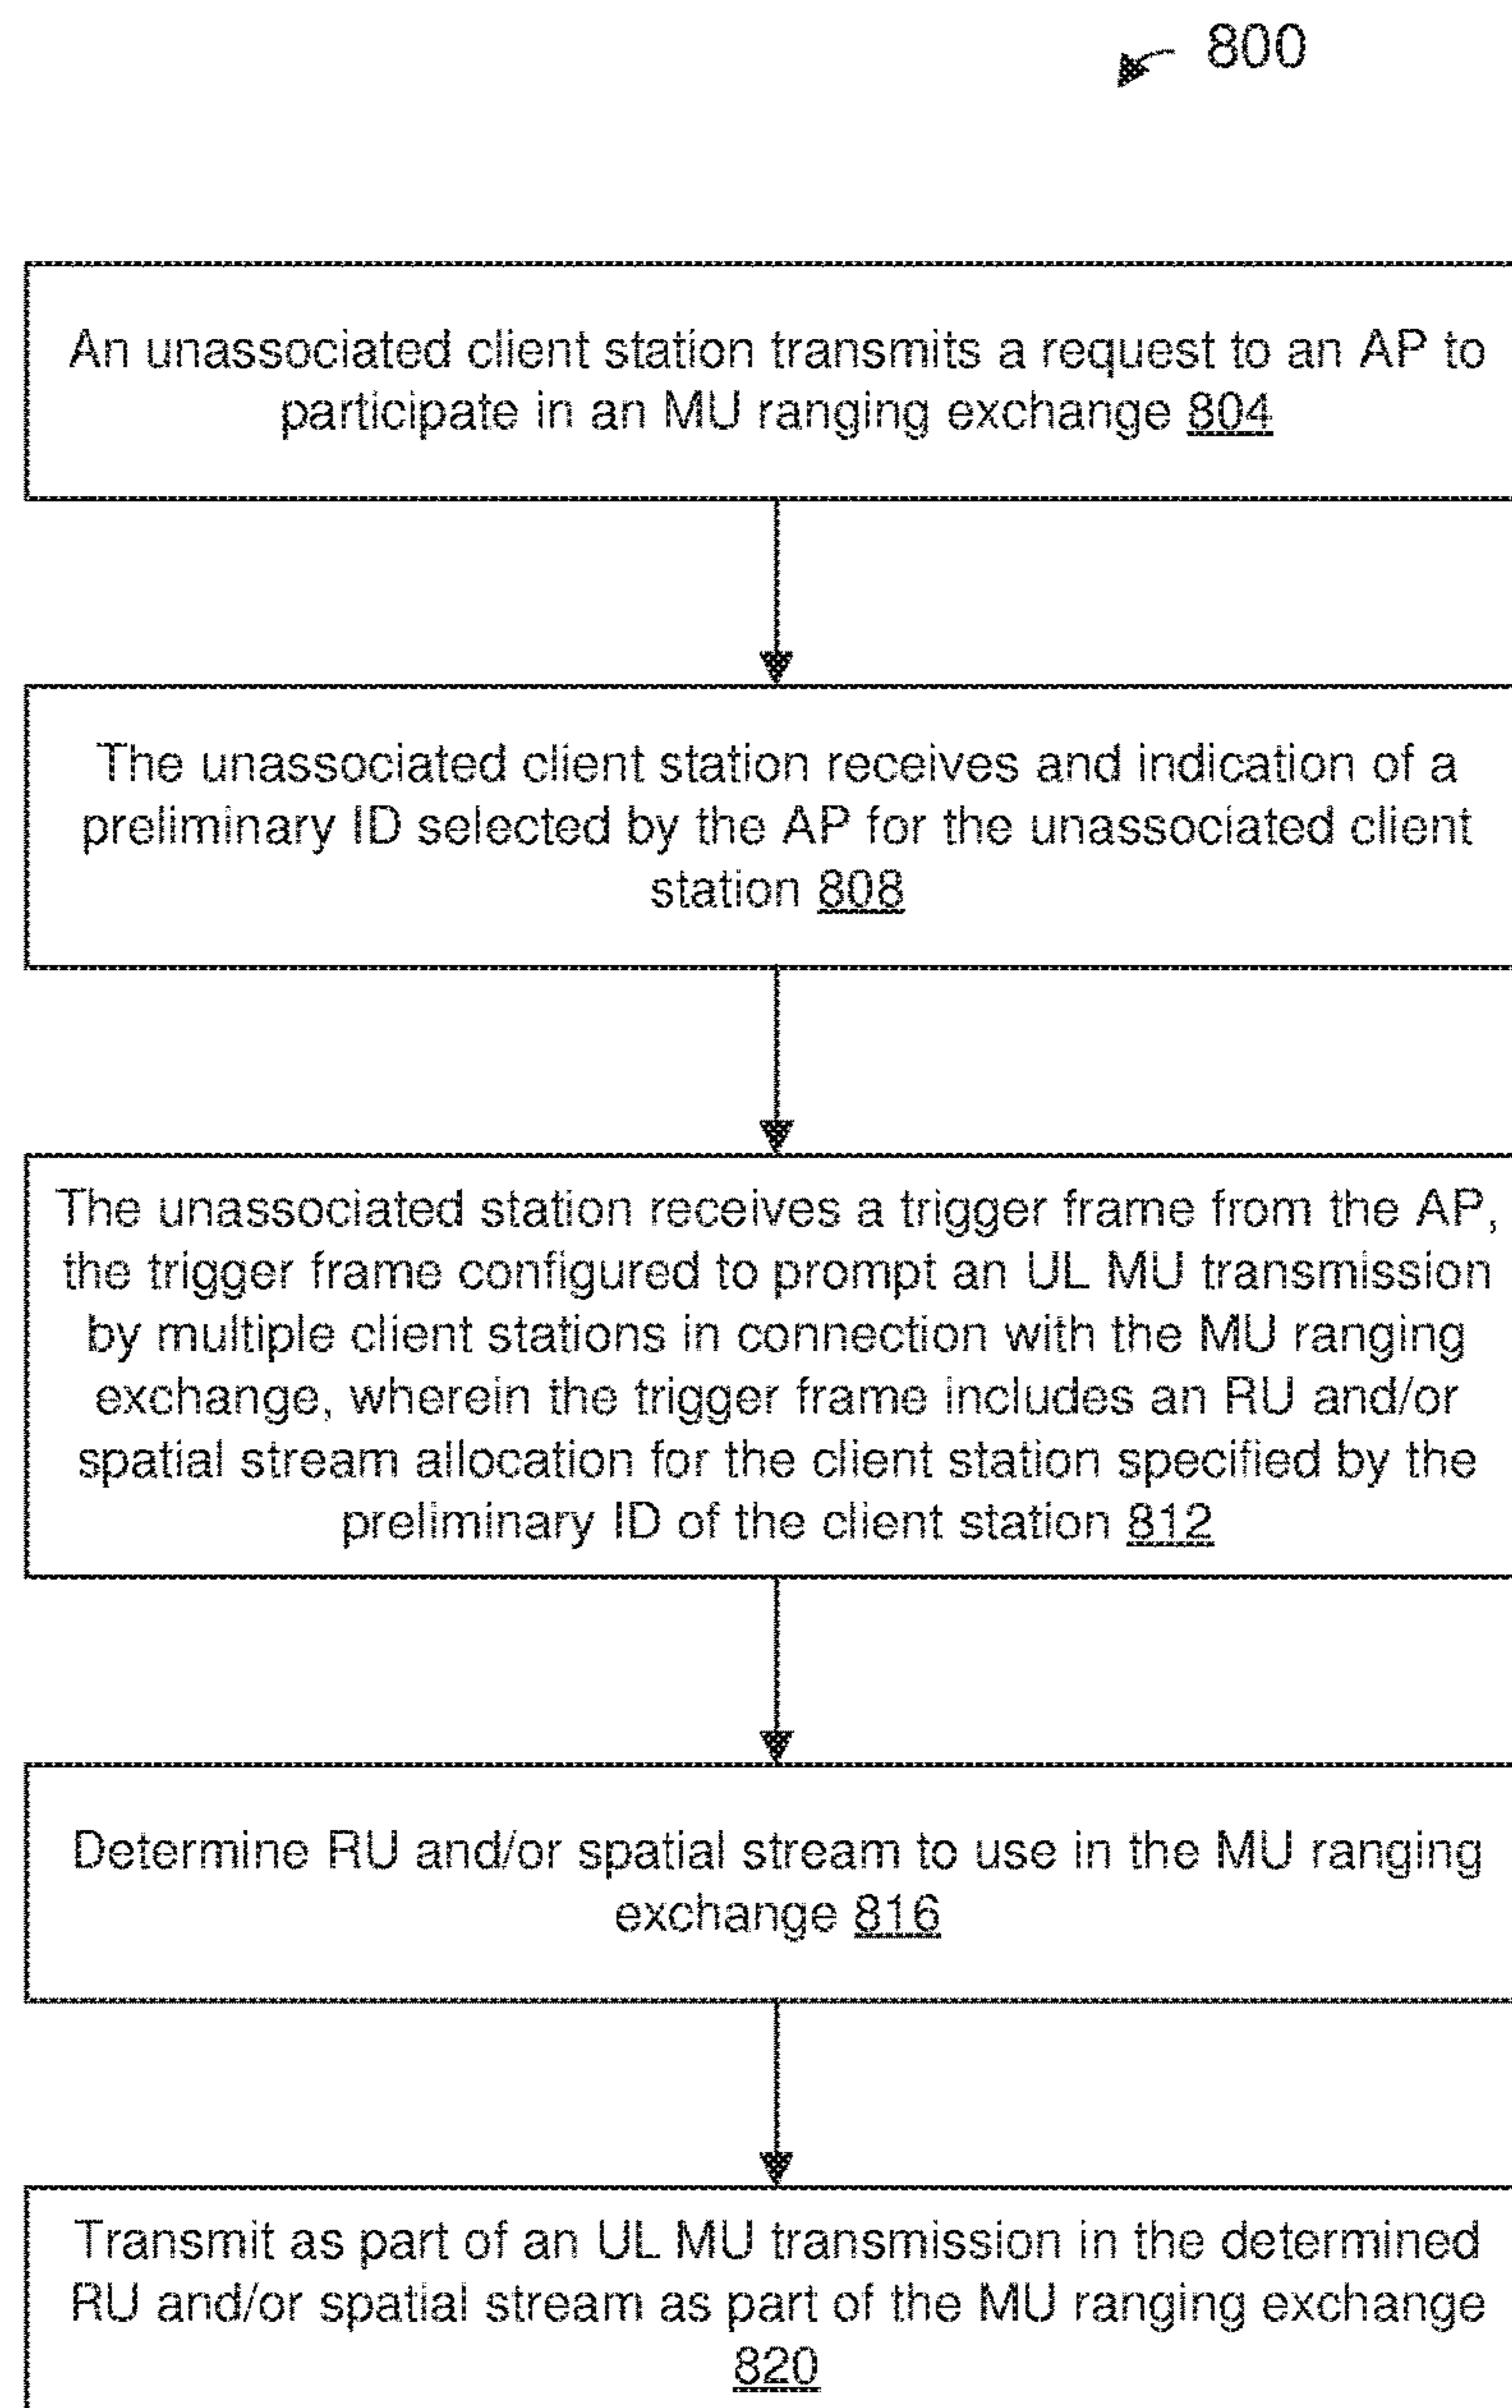 800
An unassociated client station transmits a request to an AP to
participate in an MU ranging exchange 804
The unassociated client station receives and indication of a
preliminary ID selected by the AP for the unassociated client
station 808
The unassociated station receives a trigger frame from the AP,
the trigger frame configured to prompt an UL MU transmission
by multiple client stations in connection with the MU ranging
exchange, wherein the trigger frame includes an RU and/or
spatial stream allocation for the client station specified by the
preliminary ID of the client station 812
Determine RU and/or spatial stream to use in the MU ranging
exchange 816
Transmit as part of an UL MU transmission in the determined
RU and/or spatial stream as part of the MU ranging exchange
820